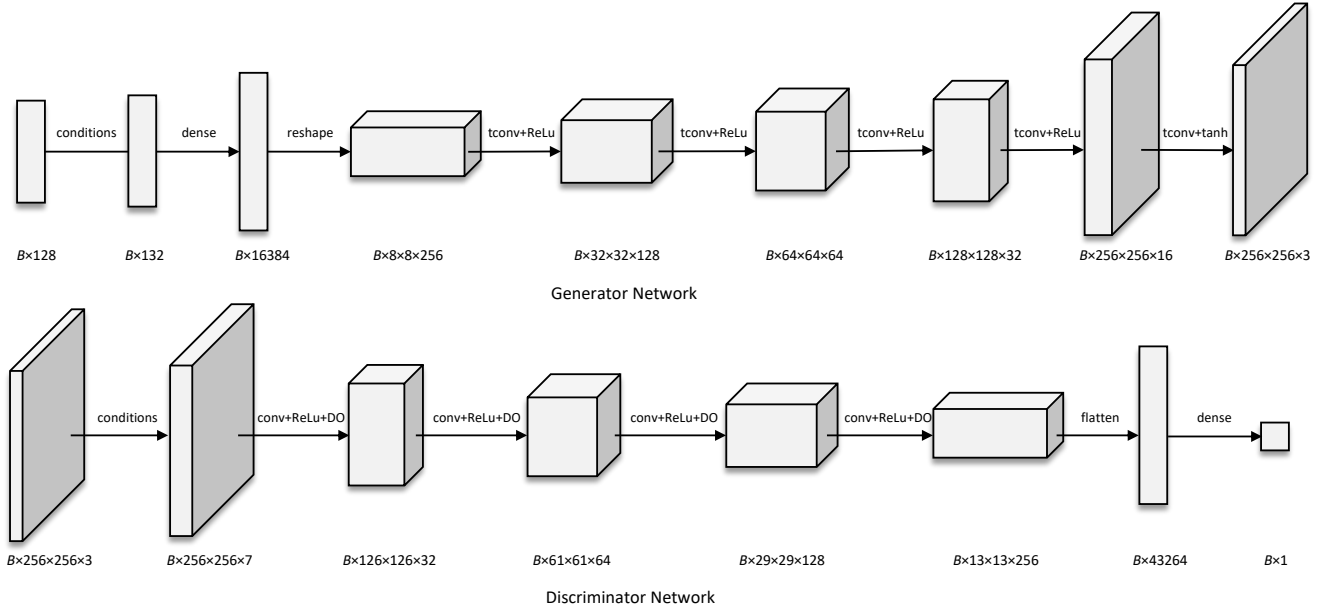 conditions dense reshape tconv+ReLu tconv+ReLu tconv+ReLu tconv+ReLu tconv+tanh
B×128 B×132 B×16384 B×8×8×256 B×32×32×128 B×64×64×64 B×128×128×32 B×256×256×16 B×256×256×3
Generator Network
conditions conv+ReLu+DO conv+ReLu+DO conv+ReLu+DO conv+ReLu+DO flatten dense
B×256×256×3 B×256×256×7 B×126×126×32 B×61×61×64 B×29×29×128 B×13×13×256 B×43264 B×1
Discriminator Network